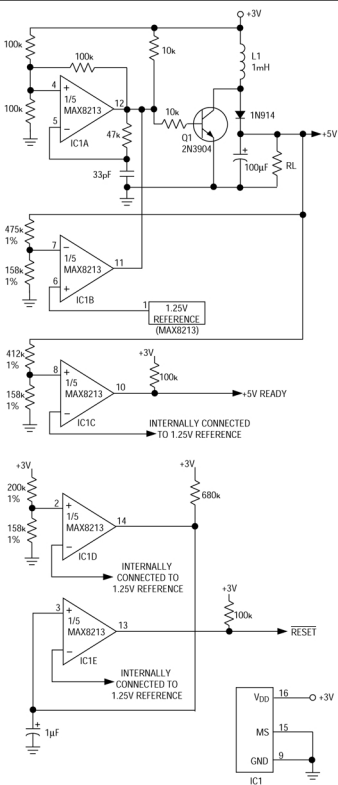 +3V
100k
100k
10k
L1
1mH
4
+
1/5
MAX8213
12
100k
5
−
IC1A
47k
10k
Q1
2N3904
1N914
+5V
+
100µF
RL
33pF
475k
1%
7
−
1/5
MAX8213
11
158k
1%
6
+
IC1B
1
1.25V
REFERENCE
(MAX8213)
412k
1%
8
+
1/5
MAX8213
10
+3V
100k
+5V READY
158k
1%
−
IC1C
INTERNALLY CONNECTED
TO 1.25V REFERENCE
+3V
200k
1%
2
+
1/5
MAX8213
14
+3V
680k
158k
1%
−
IC1D
INTERNALLY
CONNECTED TO
1.25V REFERENCE
3
+
1/5
MAX8213
13
+3V
100k
RESET
−
IC1E
INTERNALLY
CONNECTED TO
1.25V REFERENCE
+
1µF
VDD
16
+3V
MS
15
GND
9
IC1